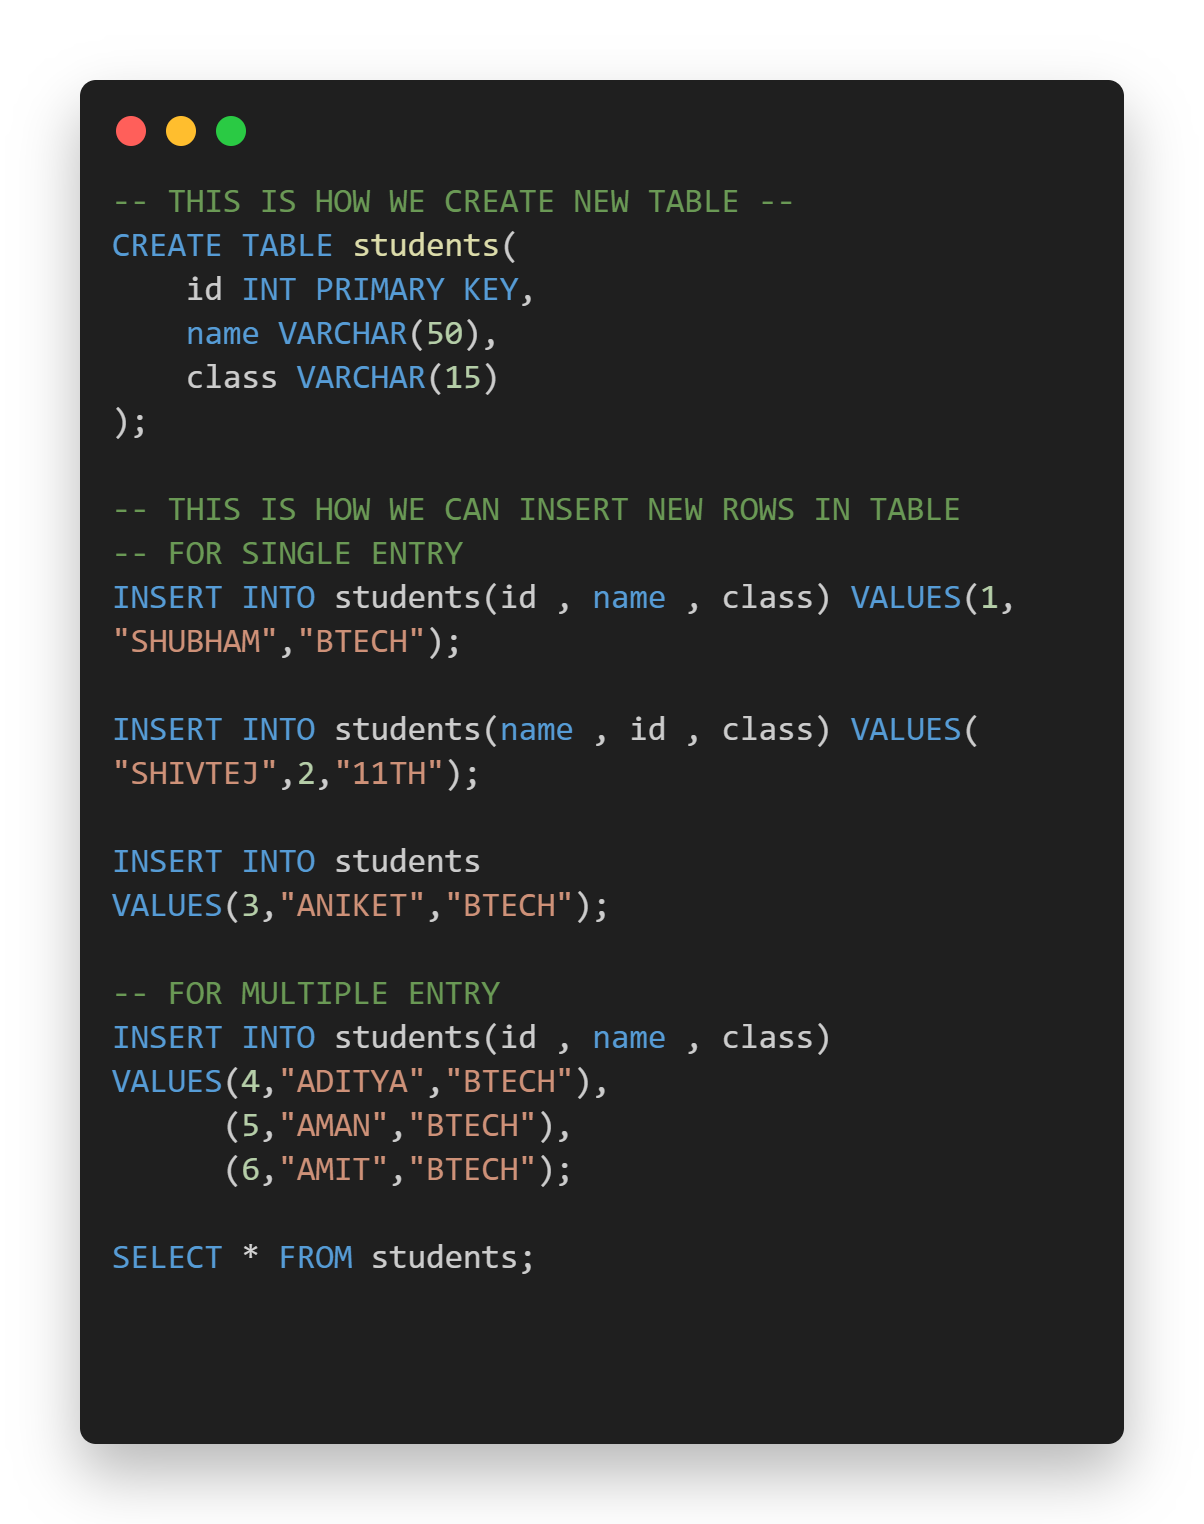 -- THIS IS HOW WE CREATE NEW TABLE --
CREATE TABLE students(
    id INT PRIMARY KEY,
    name VARCHAR(50),
    class VARCHAR(15)
);

-- THIS IS HOW WE CAN INSERT NEW ROWS IN TABLE
-- FOR SINGLE ENTRY
INSERT INTO students(id , name , class) VALUES(1,
"SHUBHAM","BTECH");

INSERT INTO students(name , id , class) VALUES(
"SHIVTEJ",2,"11TH");

INSERT INTO students
VALUES(3,"ANIKET","BTECH");

-- FOR MULTIPLE ENTRY
INSERT INTO students(id , name , class)
VALUES(4,"ADITYA","BTECH"),
      (5,"AMAN","BTECH"),
      (6,"AMIT","BTECH");

SELECT * FROM students;